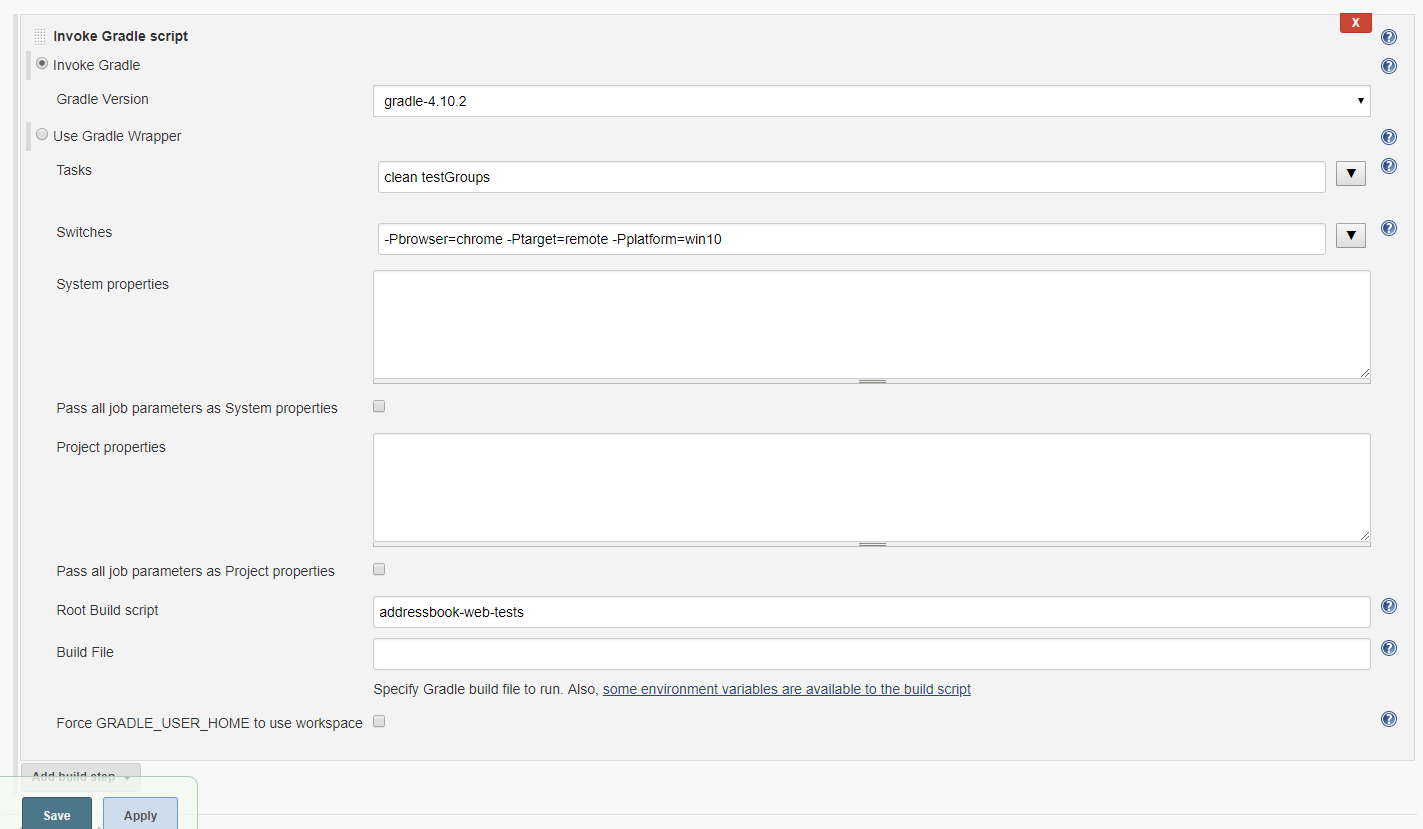 Invoke Gradle script
X
Invoke Gradle
Gradle Version
gradle-4.10.2
Use Gradle Wrapper
Tasks
clean testGroups
Switches
-Pbrowser=chrome -Ptarget=remote -Pplatform=win10
System properties
Pass all job parameters as System properties
Project properties
Pass all job parameters as Project properties
Root Build script
addressbook-web-tests
Build File
Specify Gradle build file to run. Also, some environment variables are available to the build script
Force GRADLE_USER_HOME to use workspace
Add build step
Save
Apply